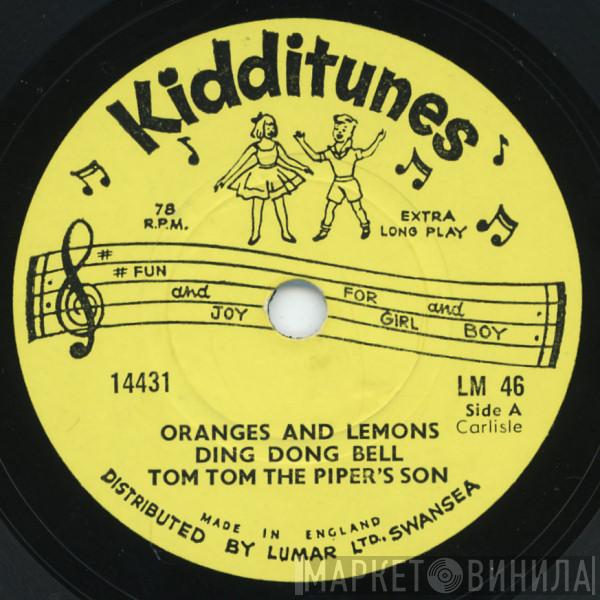 Kidditunes
78
R.P.M.
EXTRA
LONG PLAY
# FUN
and
JOY
FOR
GIRL
and
BOY
14431
LM 46
Side A
Carlisle
ORANGES AND LEMONS
DING DONG BELL
TOM TOM THE PIPER'S SON
MADE IN ENGLAND
DISTRIBUTED BY LUMAR LTD., SWANSEA
МАРКЕТ ВИНИЛА